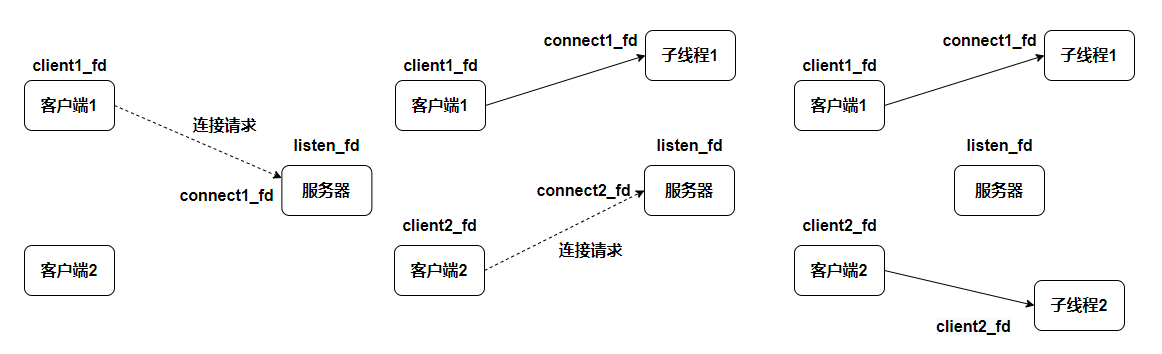 client1_fd
客户端1
连接请求
listen_fd
connect1_fd
服务器
客户端2
connect1_fd
子线程1
client1_fd
客户端1
listen_fd
connect2_fd
服务器
client2_fd
连接请求
客户端2
connect1_fd
子线程1
client1_fd
客户端1
listen_fd
服务器
client2_fd
客户端2
子线程2
client2_fd